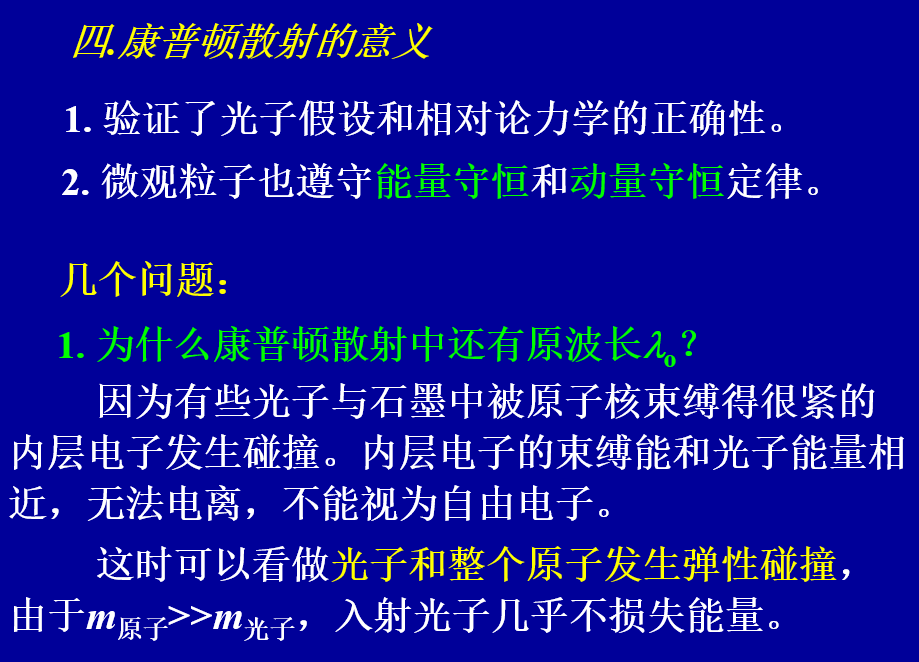 四.康普顿散射的意义
1. 验证了光子假设和相对论力学的正确性。
2. 微观粒子也遵守能量守恒和动量守恒定律。
几个问题：
1. 为什么康普顿散射中还有原波长λo？
因为有些光子与石墨中被原子核束缚得很紧的
内层电子发生碰撞。内层电子的束缚能和光子能量相
近，无法电离，不能视为自由电子。
这时可以看做光子和整个原子发生弹性碰撞，
由于m原子>>m光子，入射光子几乎不损失能量。